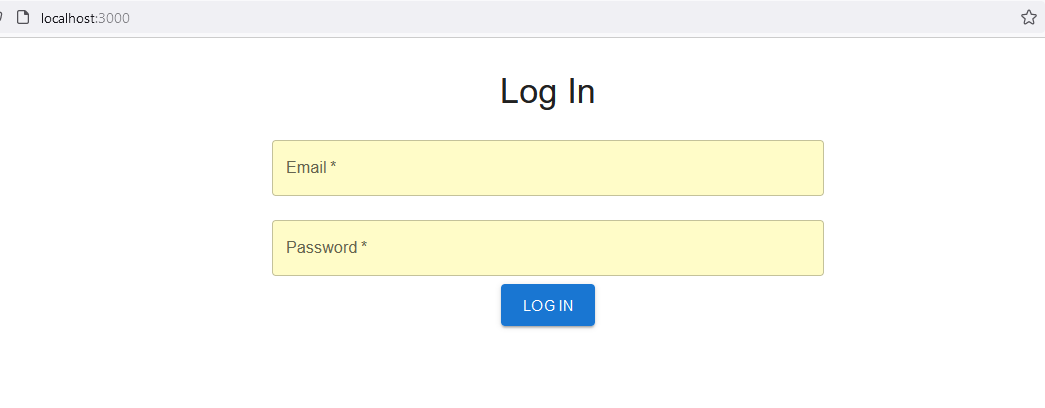 localhost:3000
Log In
Email *
Password *
LOG IN